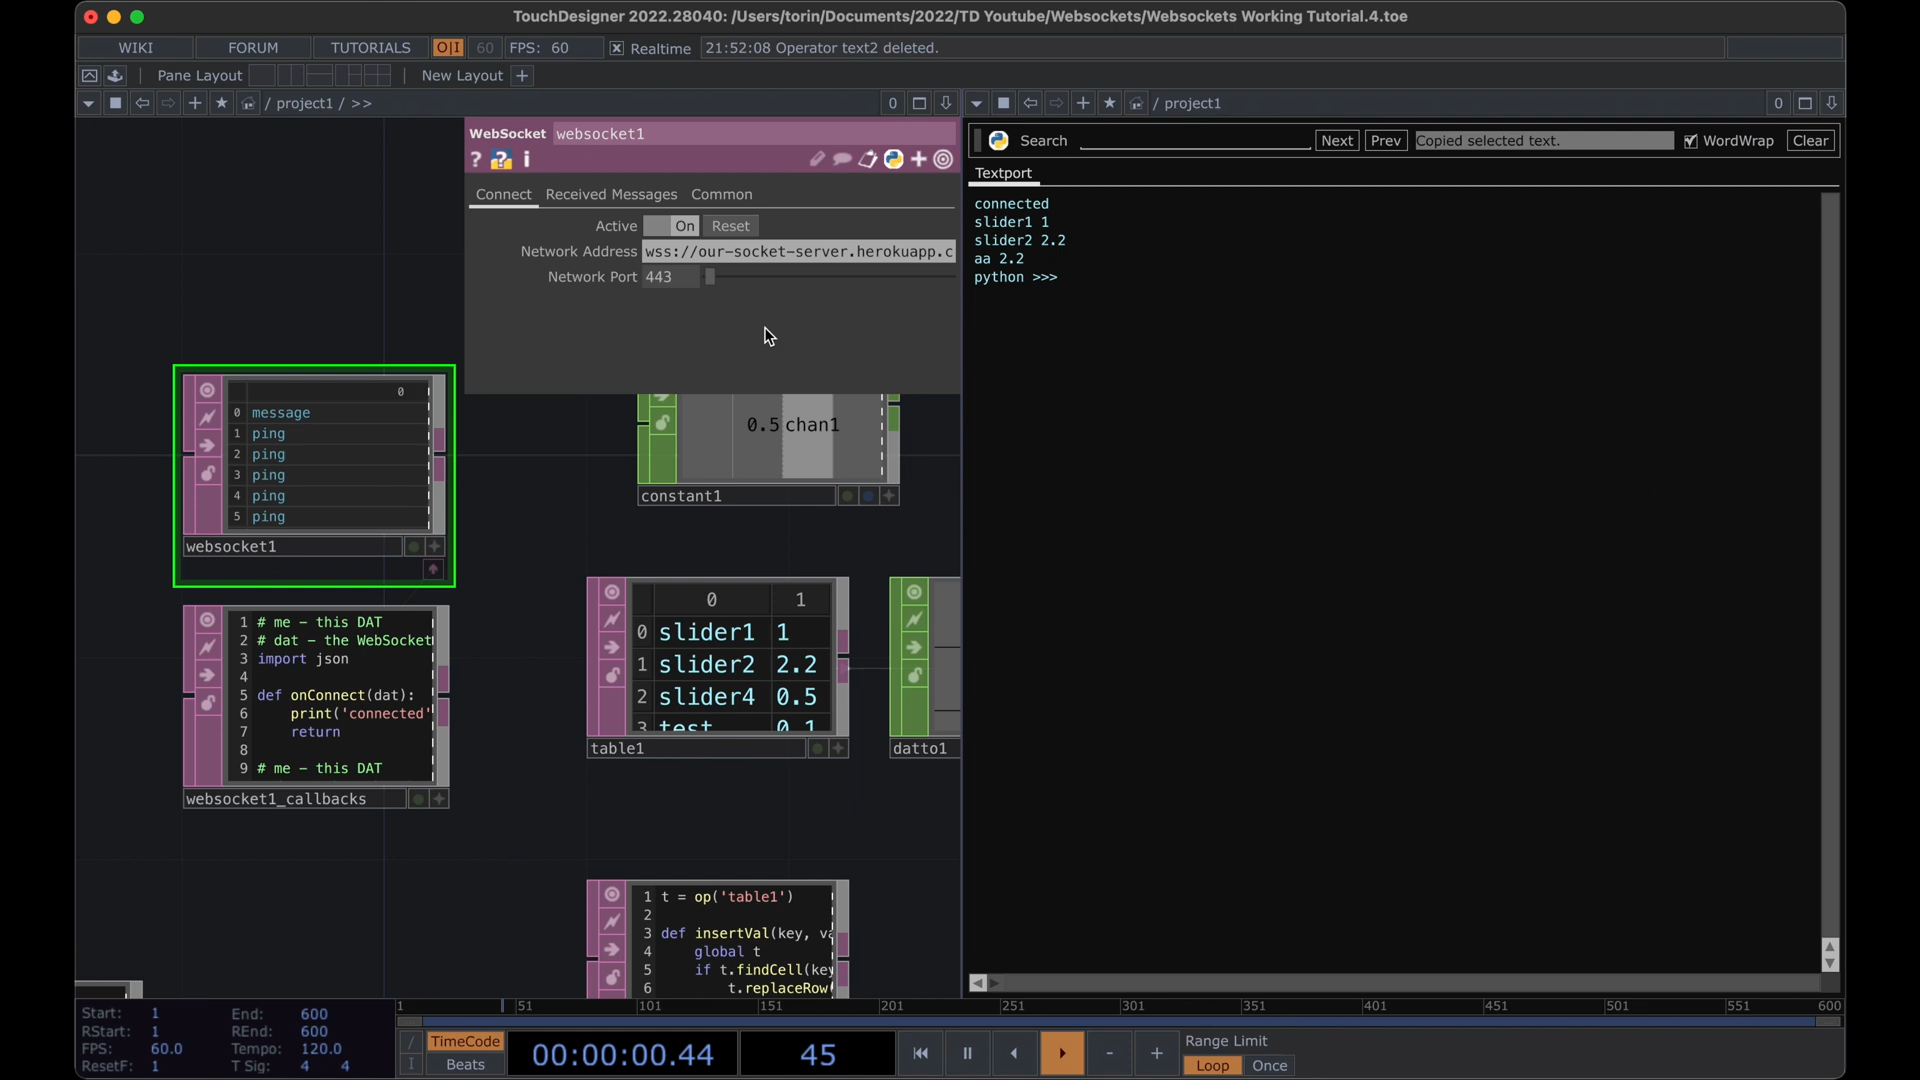 TouchDesigner 2022.28040: /Users/torin/Documents/2022/TD Youtube/Websockets/Websockets Working Tutorial.4.toe
WIKI FORUM TUTORIALS O|I 60 FPS: 60 Realtime 21:52:08 Operator text2 deleted.
Pane Layout New Layout +
/ project1 / >> 0
/ project1 0
WebSocket websocket1
? ? i
Connect Received Messages Common
Active On Reset
Network Address wss://our-socket-server.herokuapp.c
Network Port 443
0
0 message
1 ping
2 ping
3 ping
4 ping
5 ping
websocket1
1 # me - this DAT
2 # dat - the WebSocket
3 import json
4
5 def onConnect(dat):
6 print('connected'
7 return
8
9 # me - this DAT
websocket1_callbacks
0.5 chan1
constant1
0 1
0 slider1 1
1 slider2 2.2
2 slider4 0.5
3 test 0.1
table1
datto1
1 t = op('table1')
2
3 def insertVal(key, va
4 global t
5 if t.findCell(key
6 t.replaceRow(
Search Next Prev Copied selected text. WordWrap Clear
Textport
connected
slider1 1
slider2 2.2
aa 2.2
python >>>
1 51 101 151 201 251 301 351 401 451 501 551 600
Start: 1 End: 600
RStart: 1 REnd: 600
FPS: 60.0 Tempo: 120.0
ResetF: 1 T Sig: 4 4
/
I
TimeCode
Beats
00:00:00.44
45
- +
Range Limit
Loop Once